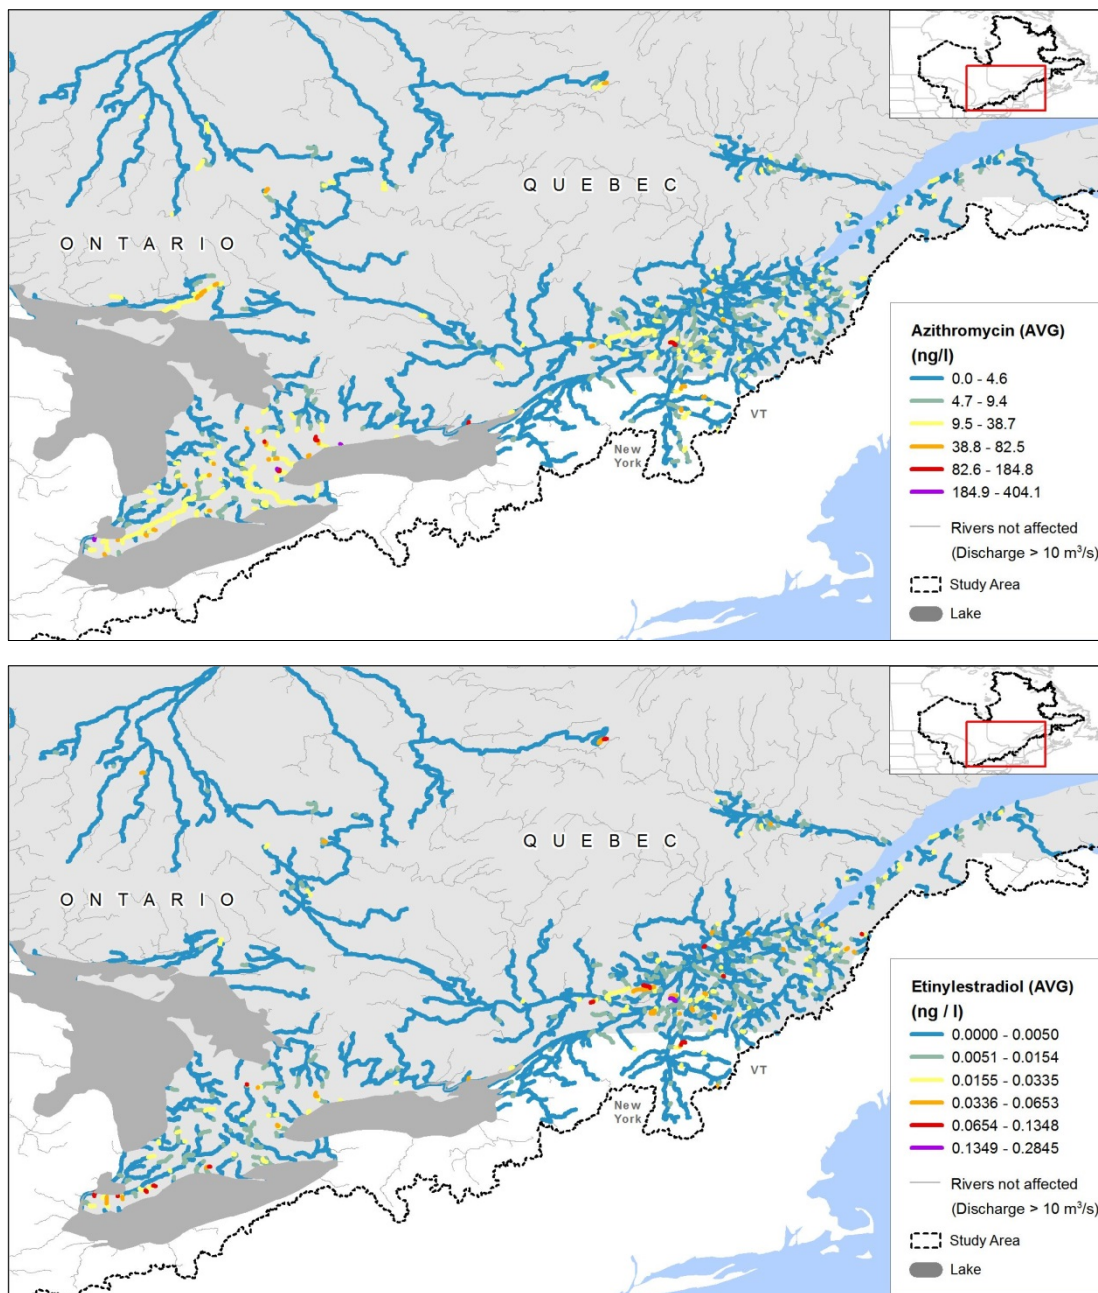 QUEBEC
ONTARIO
VT
New
York
Azithromycin (AVG)
(ng/l)
0.0 - 4.6
4.7 - 9.4
9.5 - 38.7
38.8 - 82.5
82.6 - 184.8
184.9 - 404.1
Rivers not affected
(Discharge > 10 m³/s)
Study Area
Lake
QUEBEC
ONTARIO
VT
New
York
Etinylestradiol (AVG)
(ng / l)
0.0000 - 0.0050
0.0051 - 0.0154
0.0155 - 0.0335
0.0336 - 0.0653
0.0654 - 0.1348
0.1349 - 0.2845
Rivers not affected
(Discharge > 10 m³/s)
Study Area
Lake